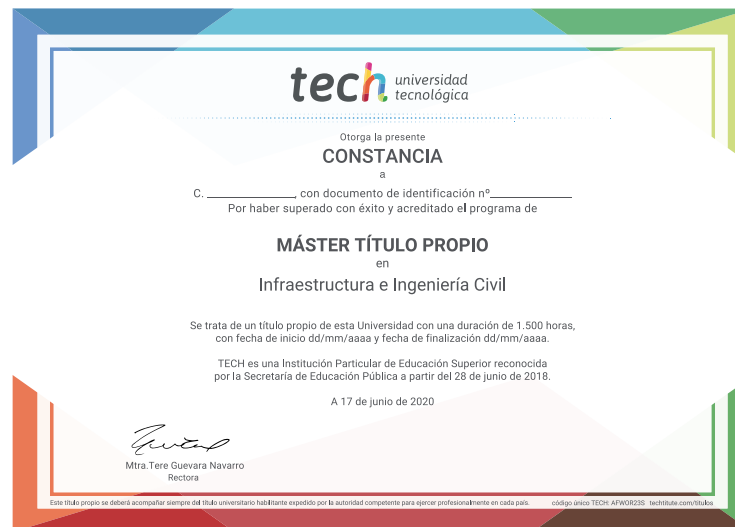 tech universidad
tecnológica
Otorga la presente
CONSTANCIA
a
C. ______________, con documento de identificación nº_____________
Por haber superado con éxito y acreditado el programa de
MÁSTER TÍTULO PROPIO
en
Infraestructura e Ingeniería Civil
Se trata de un título propio de esta Universidad con una duración de 1.500 horas,
con fecha de inicio dd/mm/aaaa y fecha de finalización dd/mm/aaaa.
TECH es una Institución Particular de Educación Superior reconocida
por la Secretaría de Educación Pública a partir del 28 de junio de 2018.
A 17 de junio de 2020
Mtra.Tere Guevara Navarro
Rectora
Este título propio se deberá acompañar siempre del título universitario habilitante expedido por la autoridad competente para ejercer profesionalmente en cada país. código único TECH: AFWOR23S techtitute.com/titulos